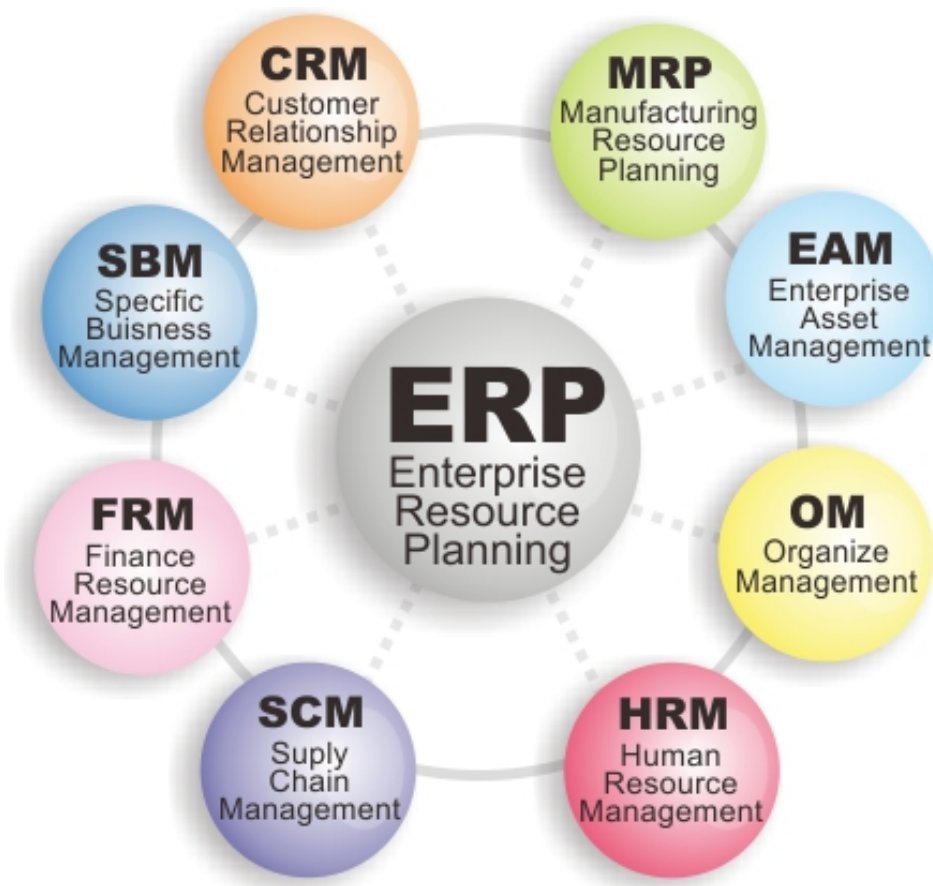 CRM
Customer
Relationship
Management
MRP
Manufacturing
Resource
Planning
SBM
Specific
Buisness
Management
EAM
Enterprise
Asset
Management
ERP
Enterprise
Resource
Planning
FRM
Finance
Resource
Management
OM
Organize
Management
SCM
Suply
Chain
Management
HRM
Human
Resource
Management